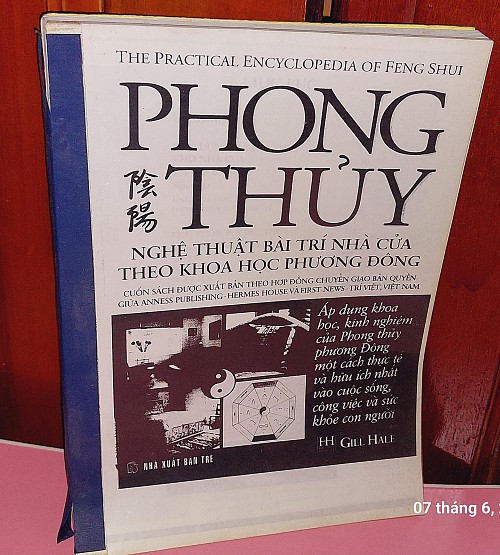 THE PRACTICAL ENCYCLOPEDIA OF FENG SHUI
PHONG
陰陽
THỦY
NGHỆ THUẬT BÀI TRÍ NHÀ CỬA
THEO KHOA HỌC PHƯƠNG ĐÔNG
CUỐN SÁCH ĐƯỢC XUẤT BẢN THEO HỢP ĐỒNG CHUYỂN GIAO BẢN QUYỀN
GIỮA ANNESS PUBLISHING - HERMES HOUSE VÀ FIRST NEWS - TRÍ VIỆT, VIỆT NAM
Áp dụng khoa
học, kinh nghiệm
của Phong thủy
phương Đông
một cách thực tế
và hữu ích nhất
vào cuộc sống,
công việc và sức
khỏe con người
HH GILL HALE
NHÀ XUẤT BẢN TRẺ
07 tháng 6,